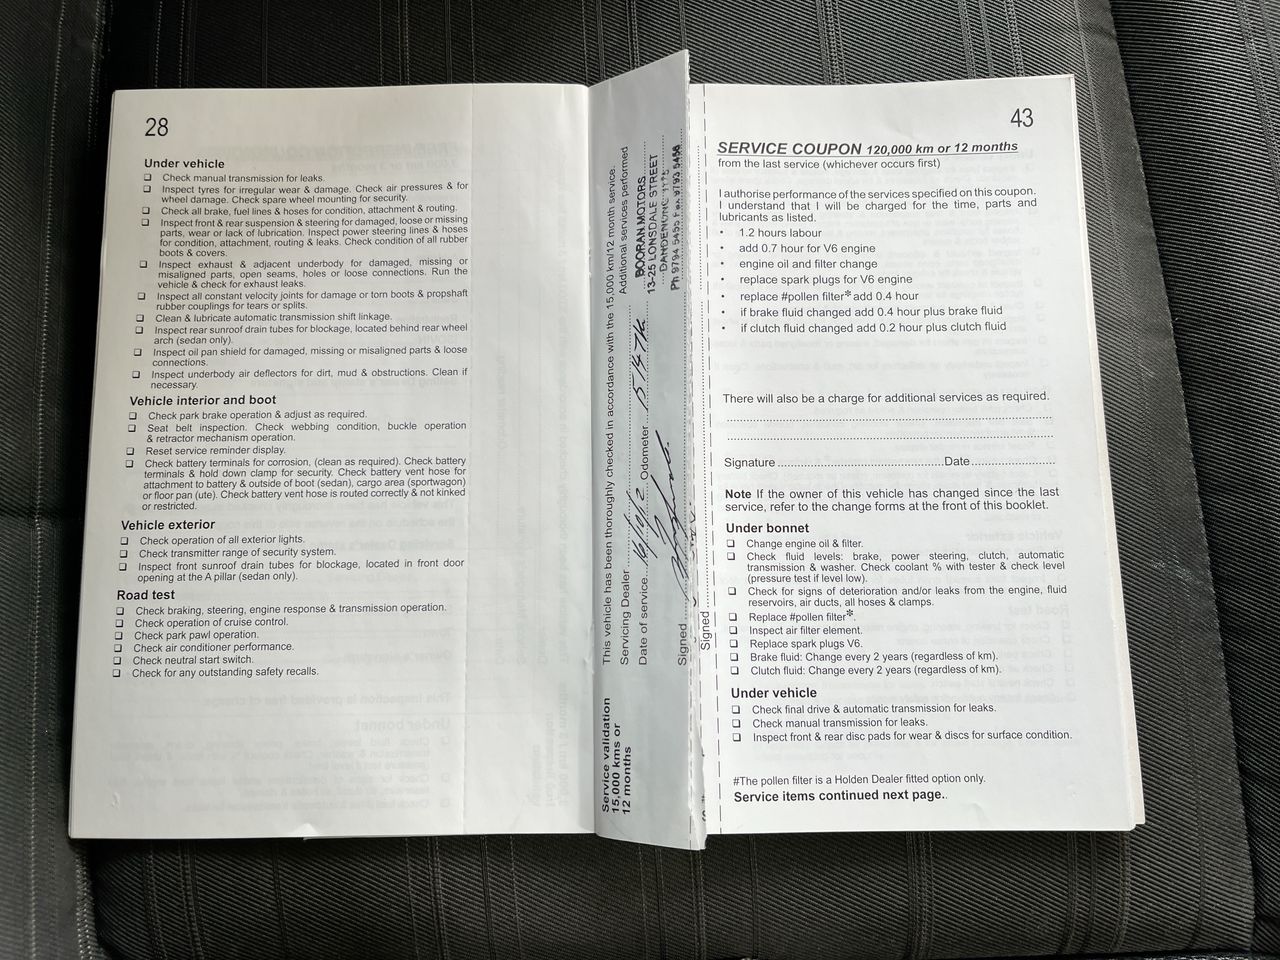 28
Under vehicle
❑ Check manual transmission for leaks.
❑ Inspect tyres for irregular wear & damage. Check air pressures & for
wheel damage. Check spare wheel mounting for security.
❑ Check all brake, fuel lines & hoses for condition, attachment & routing.
❑ Inspect front & rear suspension & steering for damaged, loose or missing
parts, wear or lack of lubrication. Inspect power steering lines & hoses
for condition, attachment, routing & leaks. Check condition of all rubber
boots & covers.
❑ Inspect exhaust & adjacent underbody for damaged, missing or
misaligned parts, open seams, holes or loose connections. Run the
vehicle & check for exhaust leaks.
❑ Inspect all constant velocity joints for damage or torn boots & propshaft
rubber couplings for tears or splits.
❑ Clean & lubricate automatic transmission shift linkage.
❑ Inspect rear sunroof drain tubes for blockage, located behind rear wheel
arch (sedan only).
❑ Inspect oil pan shield for damaged, missing or misaligned parts & loose
connections.
❑ Inspect underbody air deflectors for dirt, mud & obstructions. Clean if
necessary.
Vehicle interior and boot
❑ Check park brake operation & adjust as required.
❑ Seat belt inspection. Check webbing condition, buckle operation
& retractor mechanism operation.
❑ Reset service reminder display.
❑ Check battery terminals for corrosion, (clean as required). Check battery
terminals & hold down clamp for security. Check battery vent hose for
attachment to battery & outside of boot (sedan), cargo area (sportwagon)
or floor pan (ute). Check battery vent hose is routed correctly & not kinked
or restricted.
Vehicle exterior
❑ Check operation of all exterior lights.
❑ Check transmitter range of security system.
❑ Inspect front sunroof drain tubes for blockage, located in front door
opening at the A pillar (sedan only).
Road test
❑ Check braking, steering, engine response & transmission operation.
❑ Check operation of cruise control.
❑ Check park pawl operation.
❑ Check air conditioner performance.
❑ Check neutral start switch.
❑ Check for any outstanding safety recalls.
Service validation
15,000 kms or
12 months
This vehicle has been thoroughly checked in accordance with the 15,000 km/12 month service.
Servicing Dealer
Additional services performed
Date of service
Odometer
Signed
BOORAN MOTORS
13-25 LONSDALE STREET
DANDENONG 3175
Ph 9794 5455 Fax 9793 5456
Signed
43
SERVICE COUPON 120,000 km or 12 months
from the last service (whichever occurs first)
I authorise performance of the services specified on this coupon.
I understand that I will be charged for the time, parts and
lubricants as listed.
• 1.2 hours labour
• add 0.7 hour for V6 engine
• engine oil and filter change
• replace spark plugs for V6 engine
• replace #pollen filter* add 0.4 hour
• if brake fluid changed add 0.4 hour plus brake fluid
• if clutch fluid changed add 0.2 hour plus clutch fluid
There will also be a charge for additional services as required.
Signature Date
Note If the owner of this vehicle has changed since the last
service, refer to the change forms at the front of this booklet.
Under bonnet
❑ Change engine oil & filter.
❑ Check fluid levels: brake, power steering, clutch, automatic
transmission & washer. Check coolant % with tester & check level
(pressure test if level low).
❑ Check for signs of deterioration and/or leaks from the engine, fluid
reservoirs, air ducts, all hoses & clamps.
❑ Replace #pollen filter*.
❑ Inspect air filter element.
❑ Replace spark plugs V6.
❑ Brake fluid: Change every 2 years (regardless of km).
❑ Clutch fluid: Change every 2 years (regardless of km).
Under vehicle
❑ Check final drive & automatic transmission for leaks.
❑ Check manual transmission for leaks.
❑ Inspect front & rear disc pads for wear & discs for surface condition.
#The pollen filter is a Holden Dealer fitted option only.
Service items continued next page.